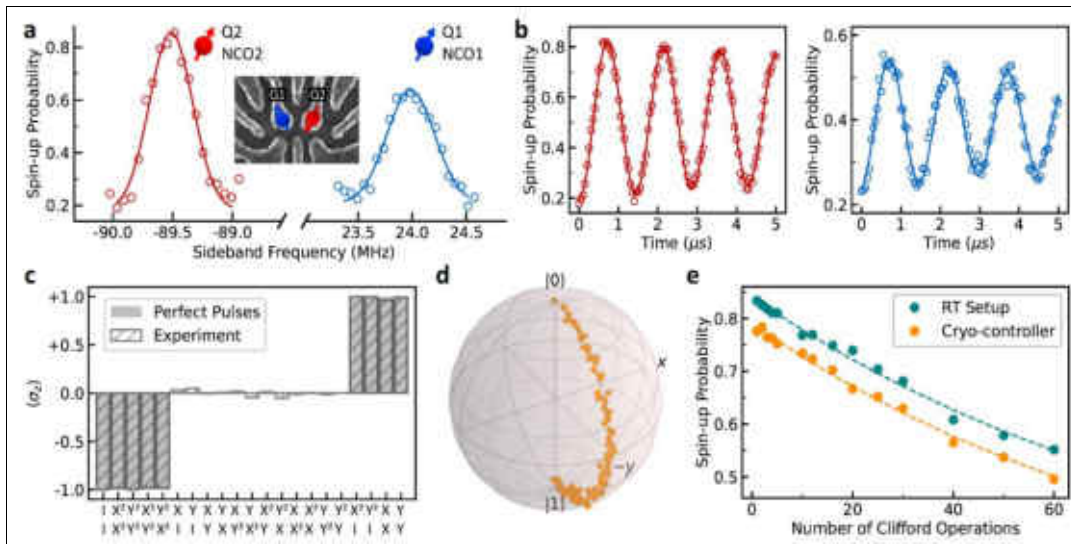 a
Q2
NCO2
Q1
NCO1
Q1
Spin-up Probability
0.8
0.6
0.4
0.2
-90.0 -89.5 -89.0 23.5 24.0 24.5
Sideband Frequency (MHz)
b
Spin-up Probability
0.8
0.6
0.4
0.2
0 1 2 3 4 5
Time (μs)
0.6
0.4
0.2
0 1 2 3 4 5
Time (μs)
c
⟨σz⟩
+1.0
+0.5
0.0
-0.5
-1.0
Perfect Pulses
Experiment
d
|0⟩
x
-y
|1⟩
e
Spin-up Probability
0.8
0.7
0.6
0.5
RT Setup
Cryo-controller
0 20 40 60
Number of Clifford Operations